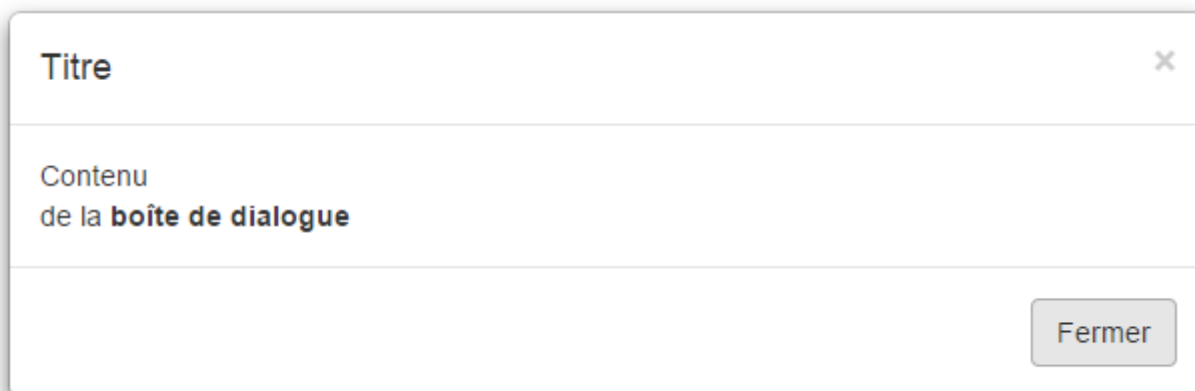 Titre ×
Contenu
de la boîte de dialogue
Fermer